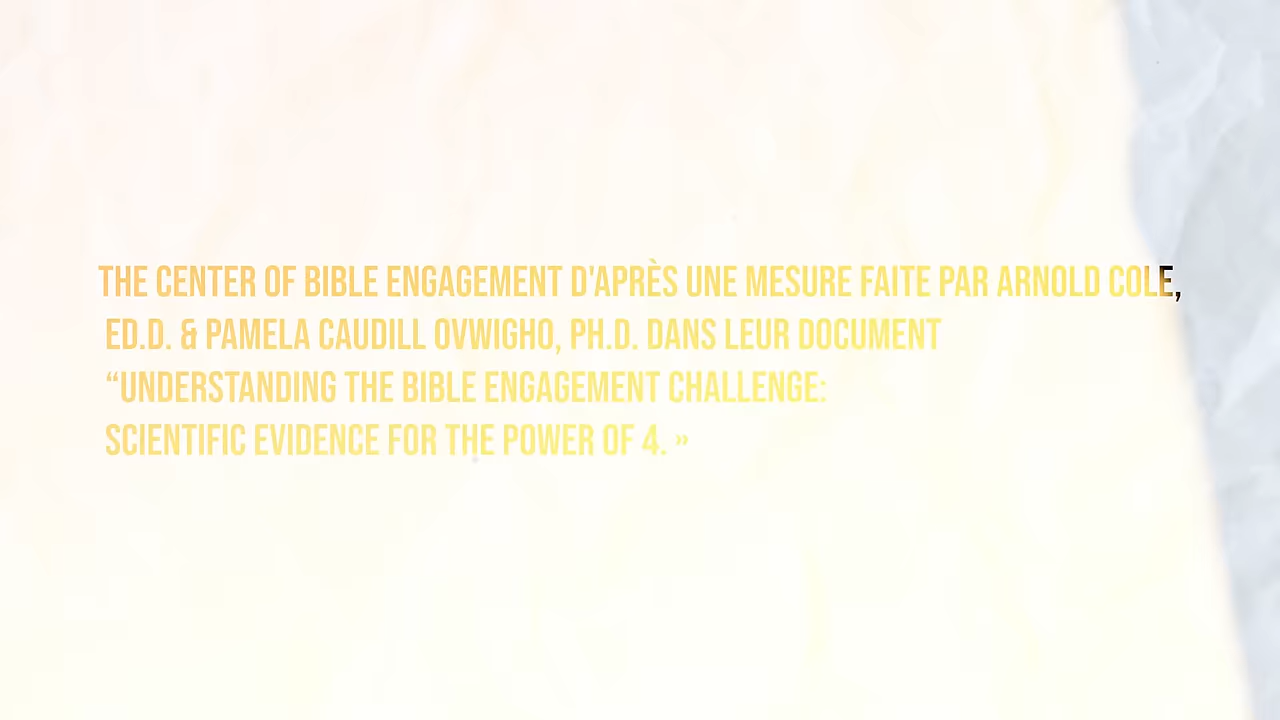 THE CENTER OF BIBLE ENGAGEMENT D'APRÈS UNE MESURE FAITE PAR ARNOLD COLE,
ED.D. & PAMELA CAUDILL OVWIGHO, PH.D. DANS LEUR DOCUMENT
“UNDERSTANDING THE BIBLE ENGAGEMENT CHALLENGE:
SCIENTIFIC EVIDENCE FOR THE POWER OF 4. »